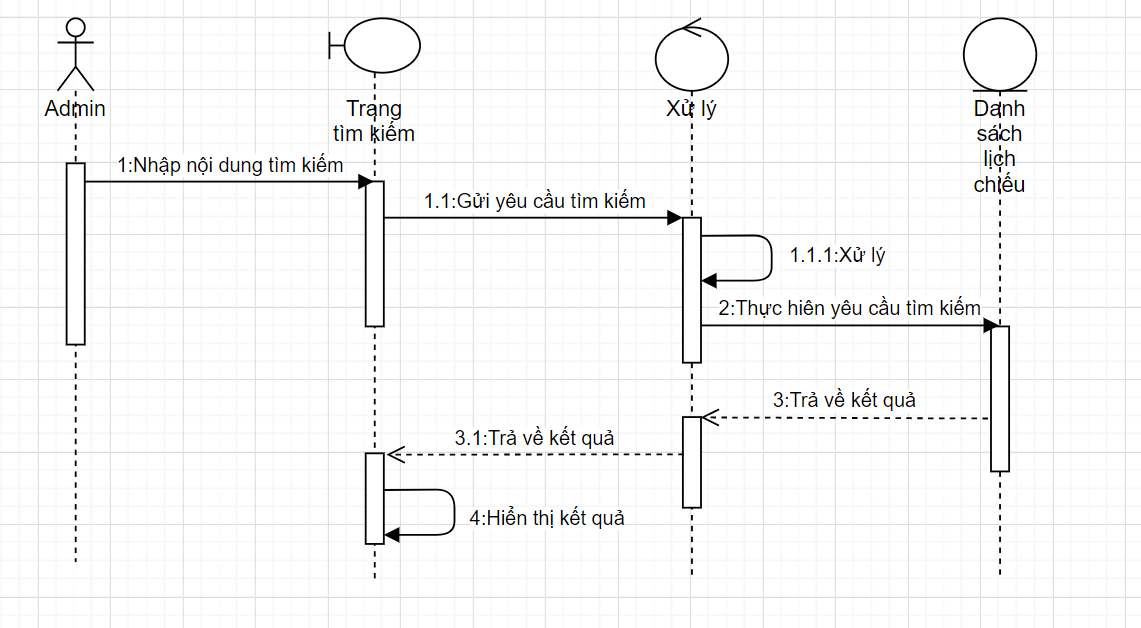 Admin
Trang
tìm kiếm
Xử lý
Danh
sách
lịch
chiếu
1:Nhập nội dung tìm kiếm
1.1:Gửi yêu cầu tìm kiếm
1.1.1:Xử lý
2:Thực hiên yêu cầu tìm kiếm
3:Trả về kết quả
3.1:Trả về kết quả
4:Hiển thị kết quả